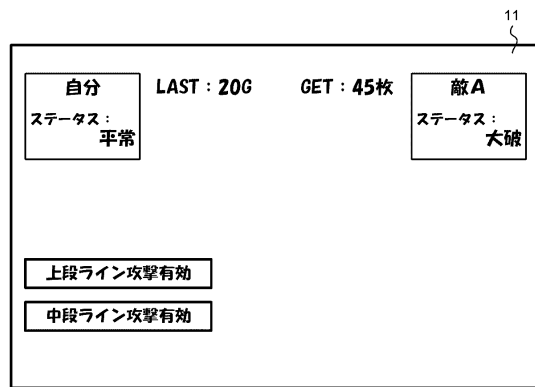 11
自分
LAST：20G
GET：45枚
敵A
ステータス：
平常
ステータス：
大破
上段ライン攻撃有効
中段ライン攻撃有効